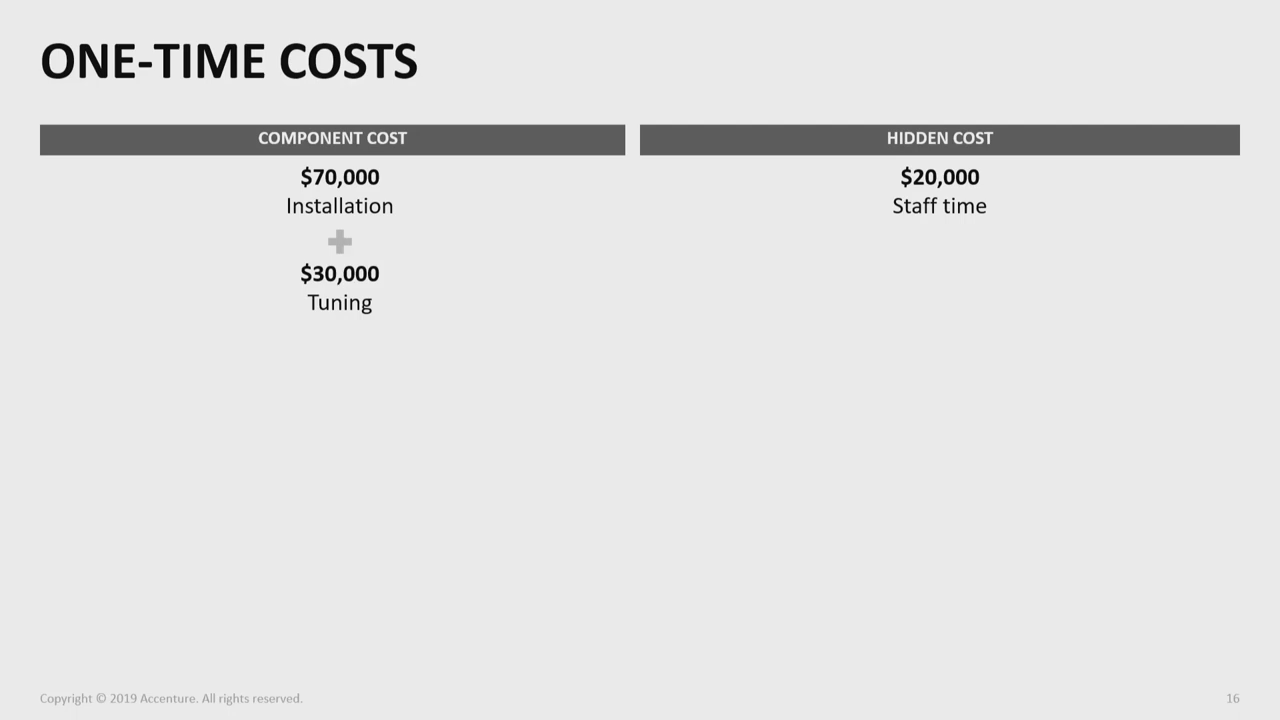 ONE-TIME COSTS
COMPONENT COST
$70,000
Installation
$30,000
Tuning
HIDDEN COST
$20,000
Staff time
Copyright © 2019 Accenture. All rights reserved.
16